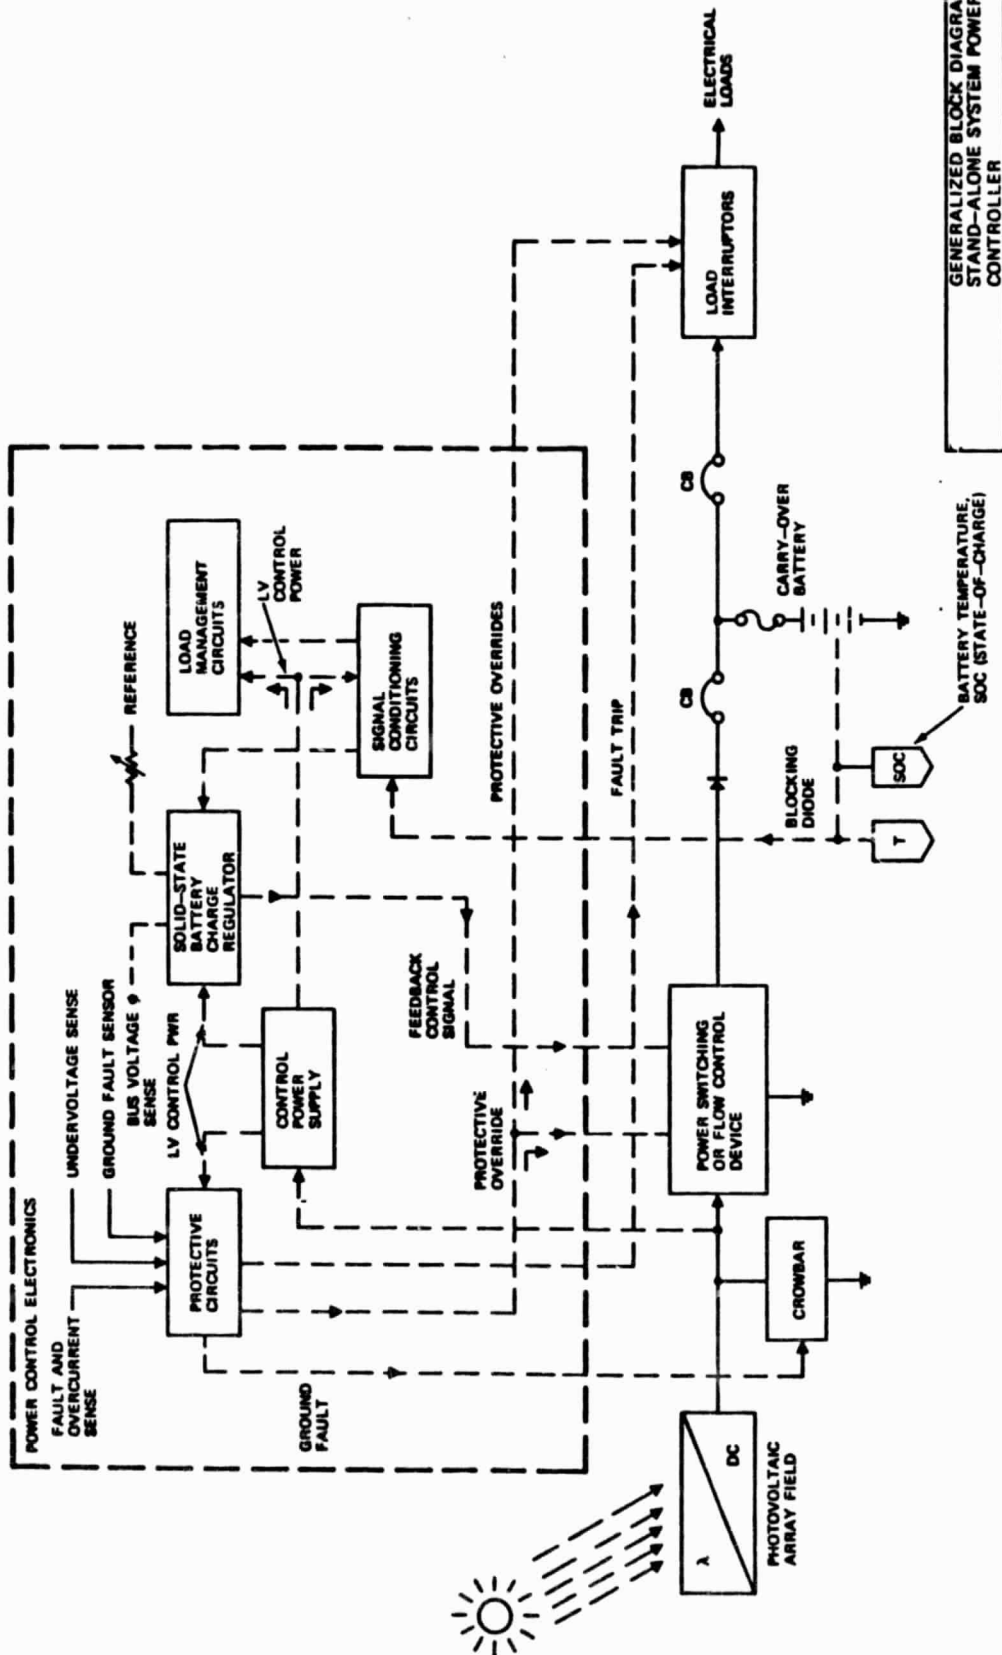 POWER CONTROL ELECTRONICS
FAULT AND
OVERCURRENT
SENSE
UNDERVOLTAGE SENSE
GROUND FAULT SENSOR
BUS VOLTAGE
SENSE
LV CONTROL PWR
REFERENCE
PROTECTIVE
CIRCUITS
SOLID-STATE
BATTERY
CHARGE
REGULATOR
LOAD
MANAGEMENT
CIRCUITS
CONTROL
POWER
SUPPLY
LV
CONTROL
POWER
SIGNAL
CONDITIONING
CIRCUITS
GROUND
FAULT
FEEDBACK
CONTROL
SIGNAL
PROTECTIVE
OVERRIDE
PROTECTIVE OVERRIDES
FAULT TRIP
λ
DC
PHOTOVOLTAIC
ARRAY FIELD
CROWBAR
POWER SWITCHING
OR FLOW CONTROL
DEVICE
BLOCKING
DIODE
CB
CB
CARRY-OVER
BATTERY
LOAD
INTERRUPTORS
ELECTRICAL
LOADS
T
SOC
BATTERY TEMPERATURE,
SOC (STATE-OF-CHARGE)
GENERALIZED BLOCK DIAGRA
STAND-ALONE SYSTEM POWER
CONTROLLER